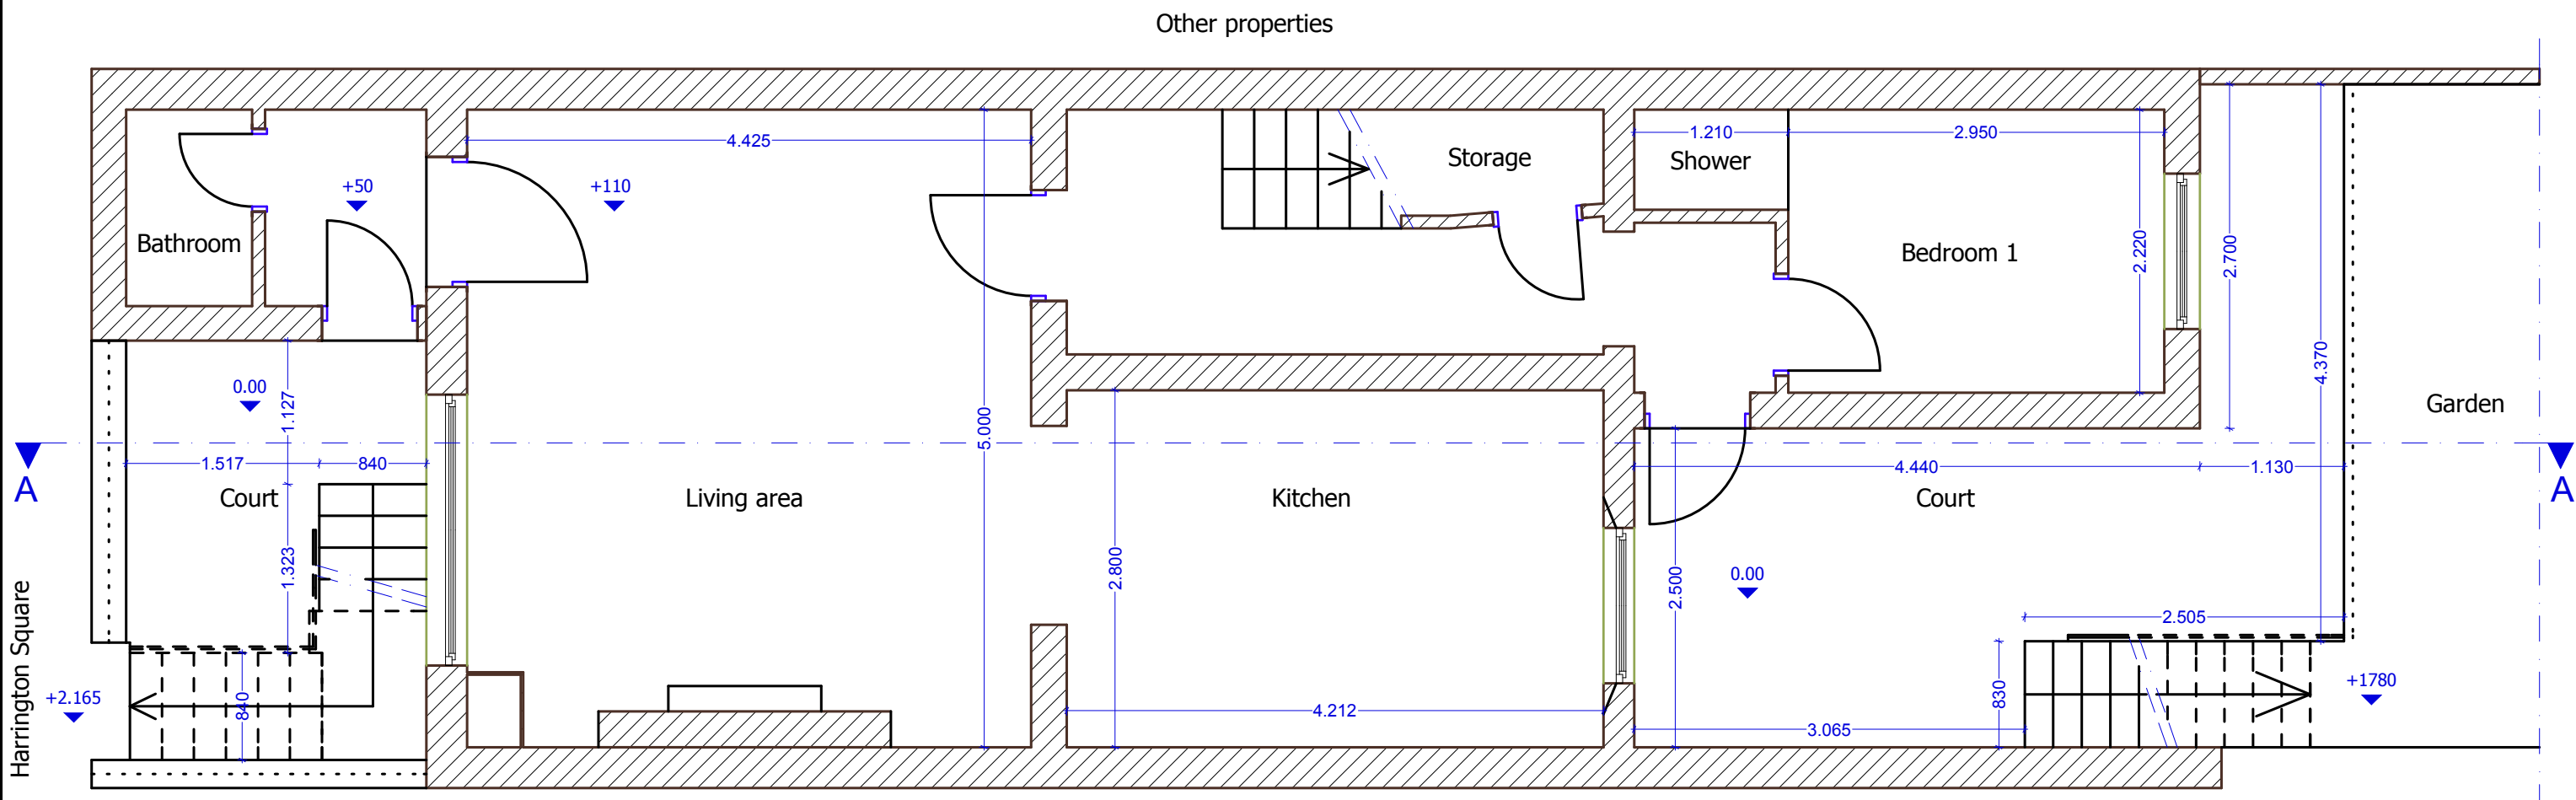 Other properties
4.425
1.210
2.950
Storage
Shower
+50
+110
Bathroom
Bedroom 1
2.220
2.700
4.370
0.00
1.127
5.000
Garden
1.517
840
4.440
1.130
A
A
Court
Living area
Kitchen
Court
1.323
2.800
2.500
0.00
2.505
Harrington Square
+2.165
840
830
+1780
4.212
3.065